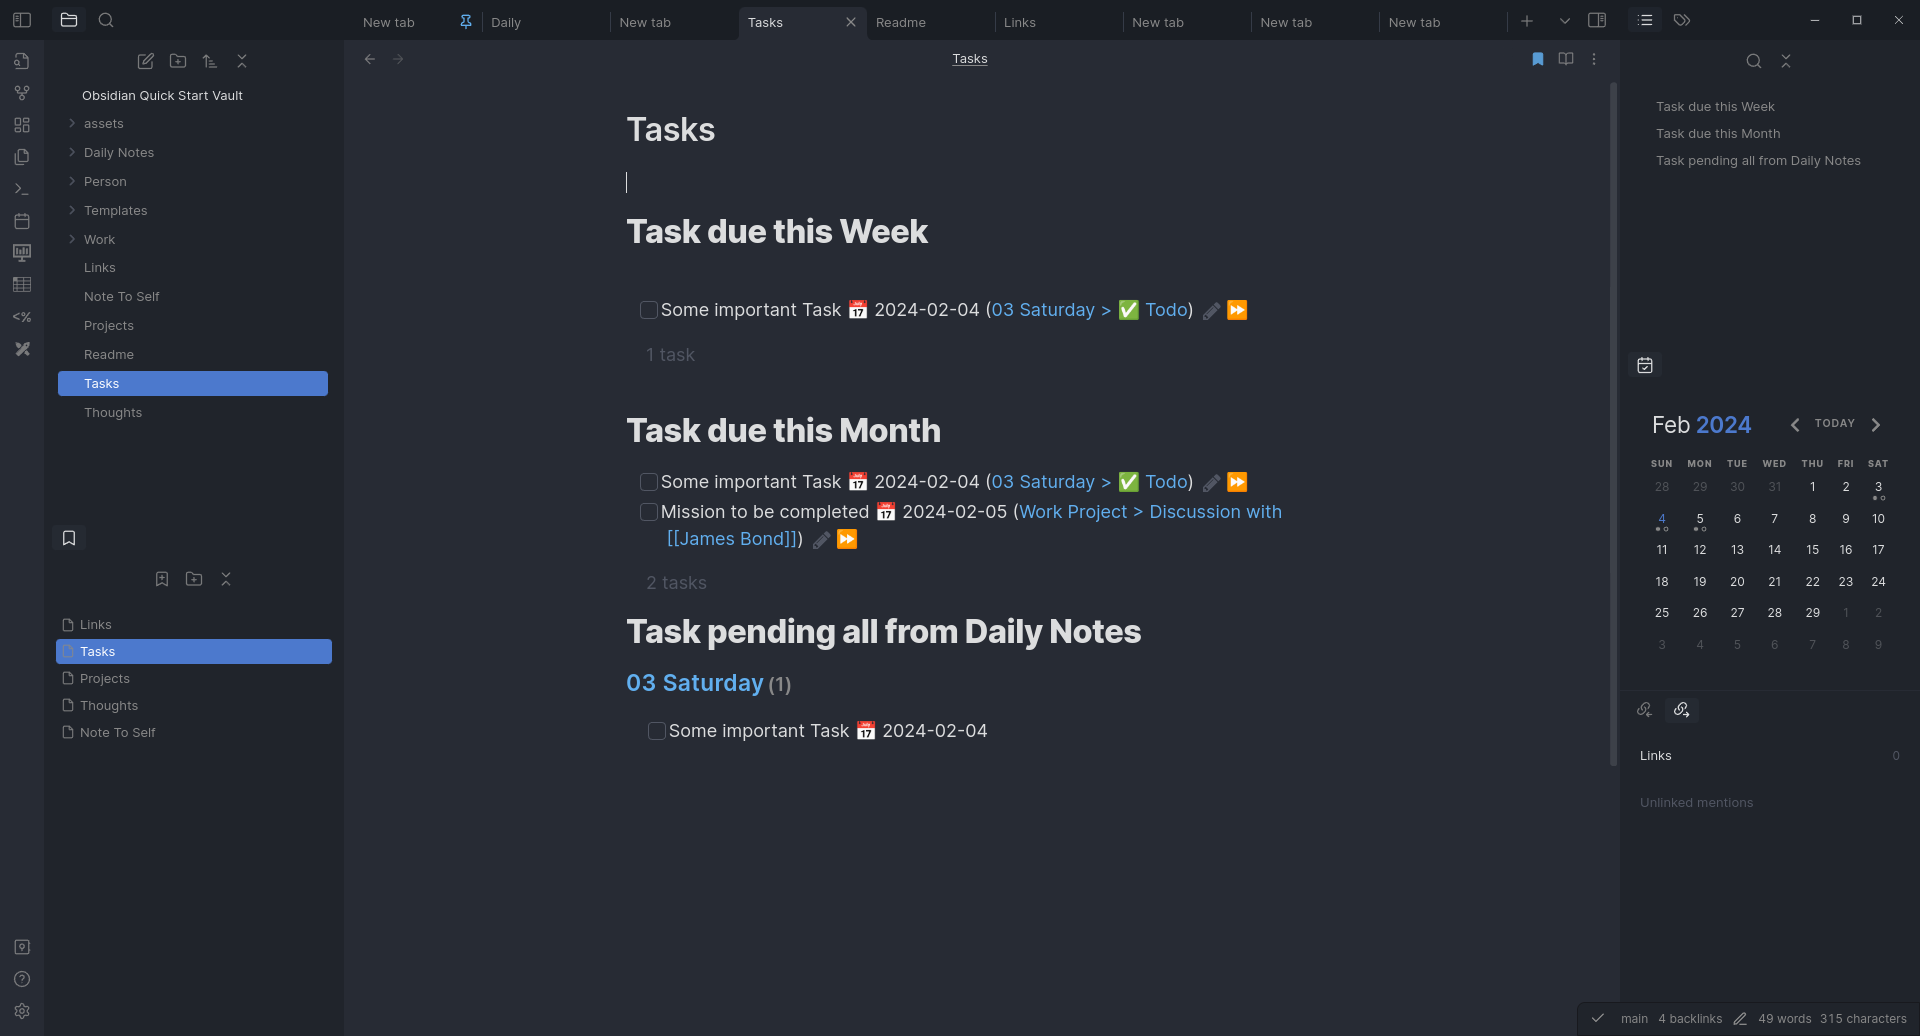 New tab Daily New tab Tasks Readme Links New tab New tab New tab
Obsidian Quick Start Vault
assets
Daily Notes
Person
Templates
Work
Links
Note To Self
Projects
Readme
Tasks
Thoughts
Links
Tasks
Projects
Thoughts
Note To Self
Tasks
Tasks
Task due this Week
Some important Task 📅 2024-02-04 (03 Saturday > ✅ Todo) ⏩
1 task
Task due this Month
Some important Task 📅 2024-02-04 (03 Saturday > ✅ Todo) ⏩
Mission to be completed 📅 2024-02-05 (Work Project > Discussion with
[[James Bond]]) ⏩
2 tasks
Task pending all from Daily Notes
03 Saturday (1)
Some important Task 📅 2024-02-04
Task due this Week
Task due this Month
Task pending all from Daily Notes
Feb 2024 TODAY
SUN MON TUE WED THU FRI SAT
28 29 30 31 1 2 3
4 5 6 7 8 9 10
11 12 13 14 15 16 17
18 19 20 21 22 23 24
25 26 27 28 29 1 2
3 4 5 6 7 8 9
Links 0
Unlinked mentions
main 4 backlinks 49 words 315 characters